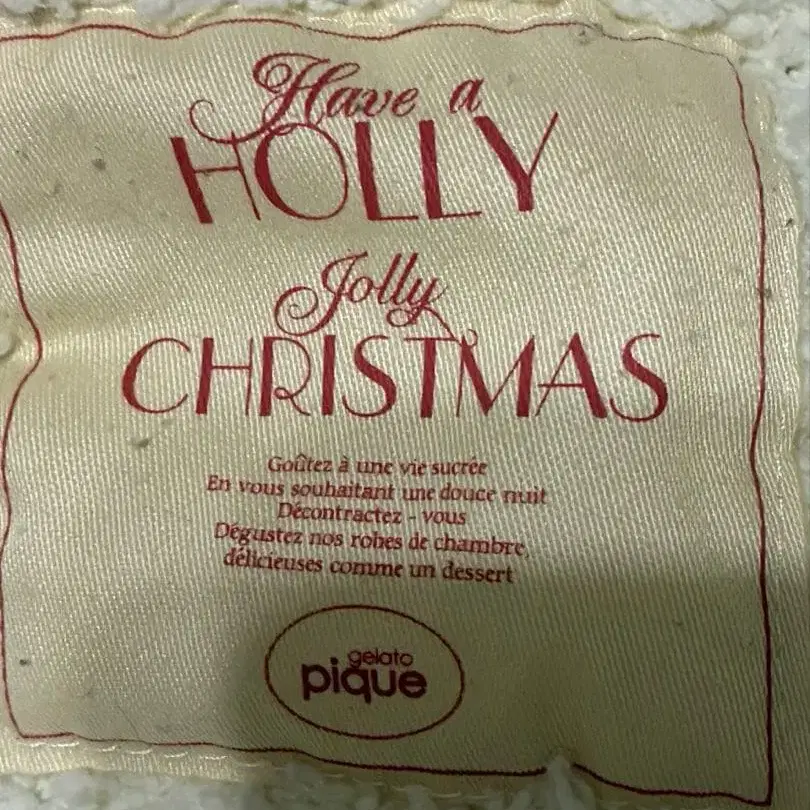 Have a
HOLLY
Jolly
CHRISTMAS
Goûtez à une vie sucrée
En vous souhaitant une douce nuit
Décontractez - vous
Dégustez nos robes de chambre
délicieuses comme un dessert
gelato
pique